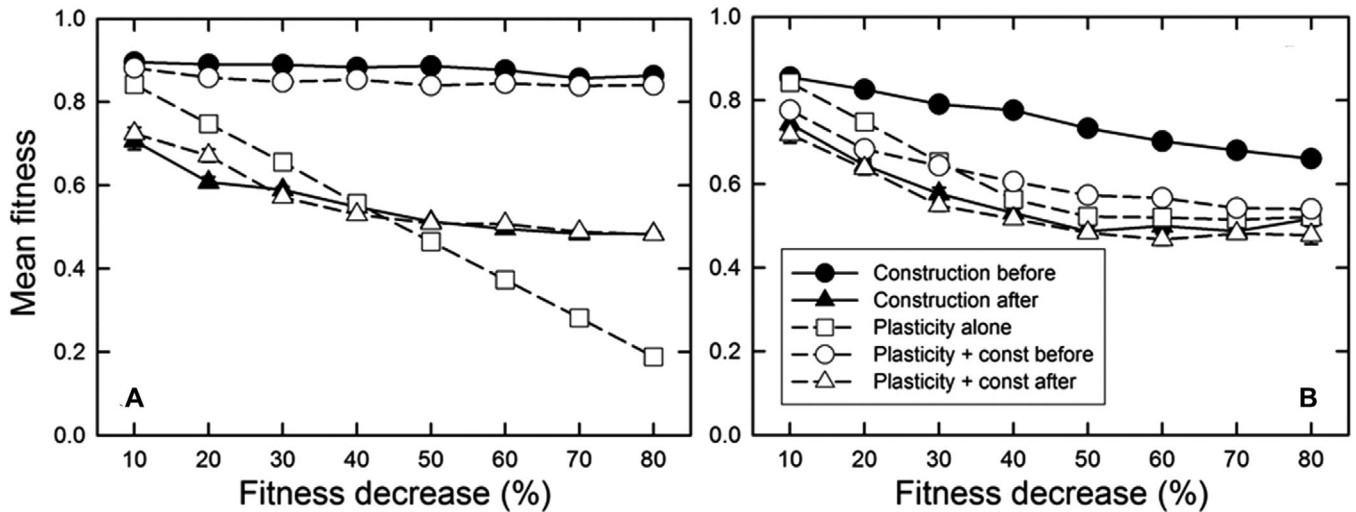 Mean fitness
1.0
0.8
0.6
0.4
0.2
0.0
A
10 20 30 40 50 60 70 80
Fitness decrease (%)
1.0
0.8
0.6
0.4
0.2
0.0
Construction before
Construction after
Plasticity alone
Plasticity + const before
Plasticity + const after
B
10 20 30 40 50 60 70 80
Fitness decrease (%)